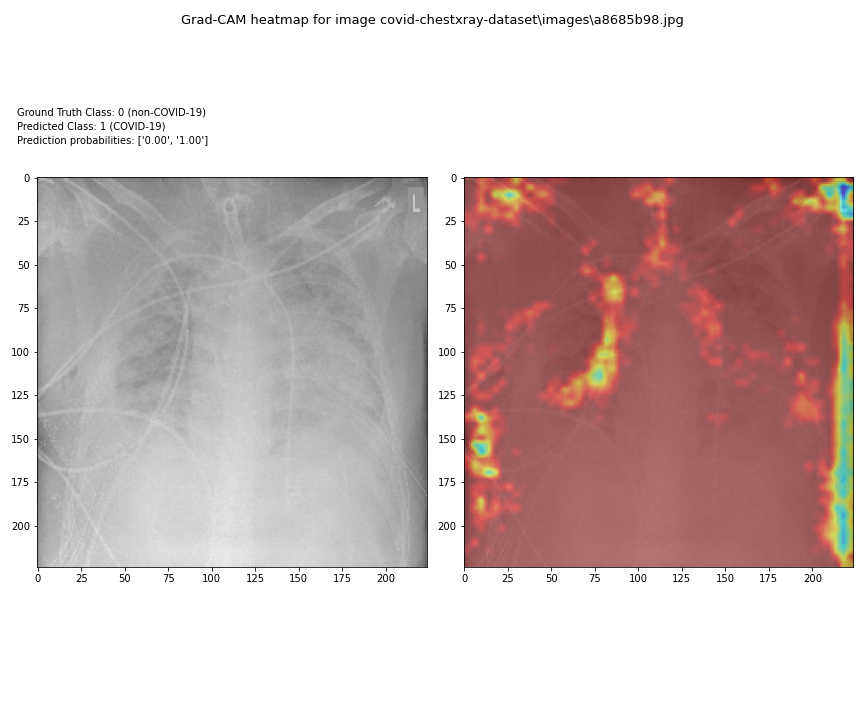 Grad-CAM heatmap for image covid-chestxray-dataset\images\a8685b98.jpg
Ground Truth Class: 0 (non-COVID-19)
Predicted Class: 1 (COVID-19)
Prediction probabilities: ['0.00', '1.00']
0
25
50
75
100
125
150
175
200
0 25 50 75 100 125 150 175 200
L
0
25
50
75
100
125
150
175
200
0 25 50 75 100 125 150 175 200